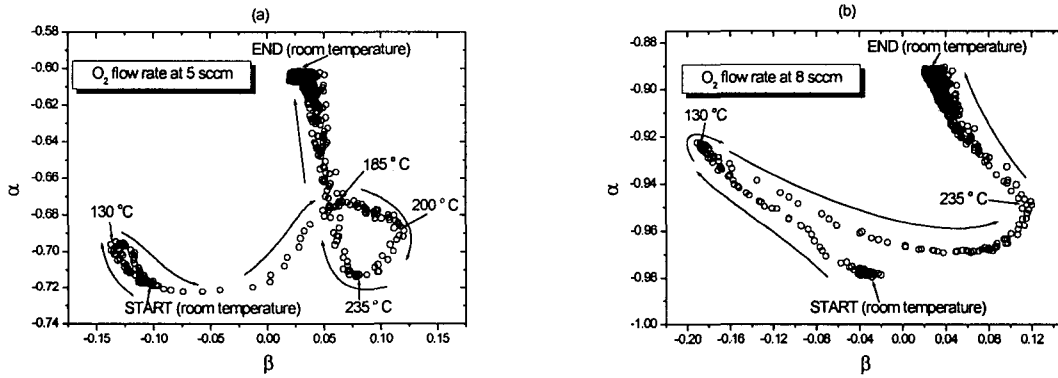 (a)
-0.58
-0.60
-0.62
-0.64
-0.66
-0.68
-0.70
-0.72
-0.74
α
END (room temperature)
O2 flow rate at 5 sccm
185 °C
200 °C
130 °C
235 °C
START (room temperature)
-0.15 -0.10 -0.05 0.00 0.05 0.10 0.15
β
(b)
-0.88
-0.90
-0.92
-0.94
-0.96
-0.98
-1.00
α
END (room temperature)
O2 flow rate at 8 sccm
130 °C
235 °C
START (room temperature)
-0.20 -0.16 -0.12 -0.08 -0.04 0.00 0.04 0.08 0.12
β